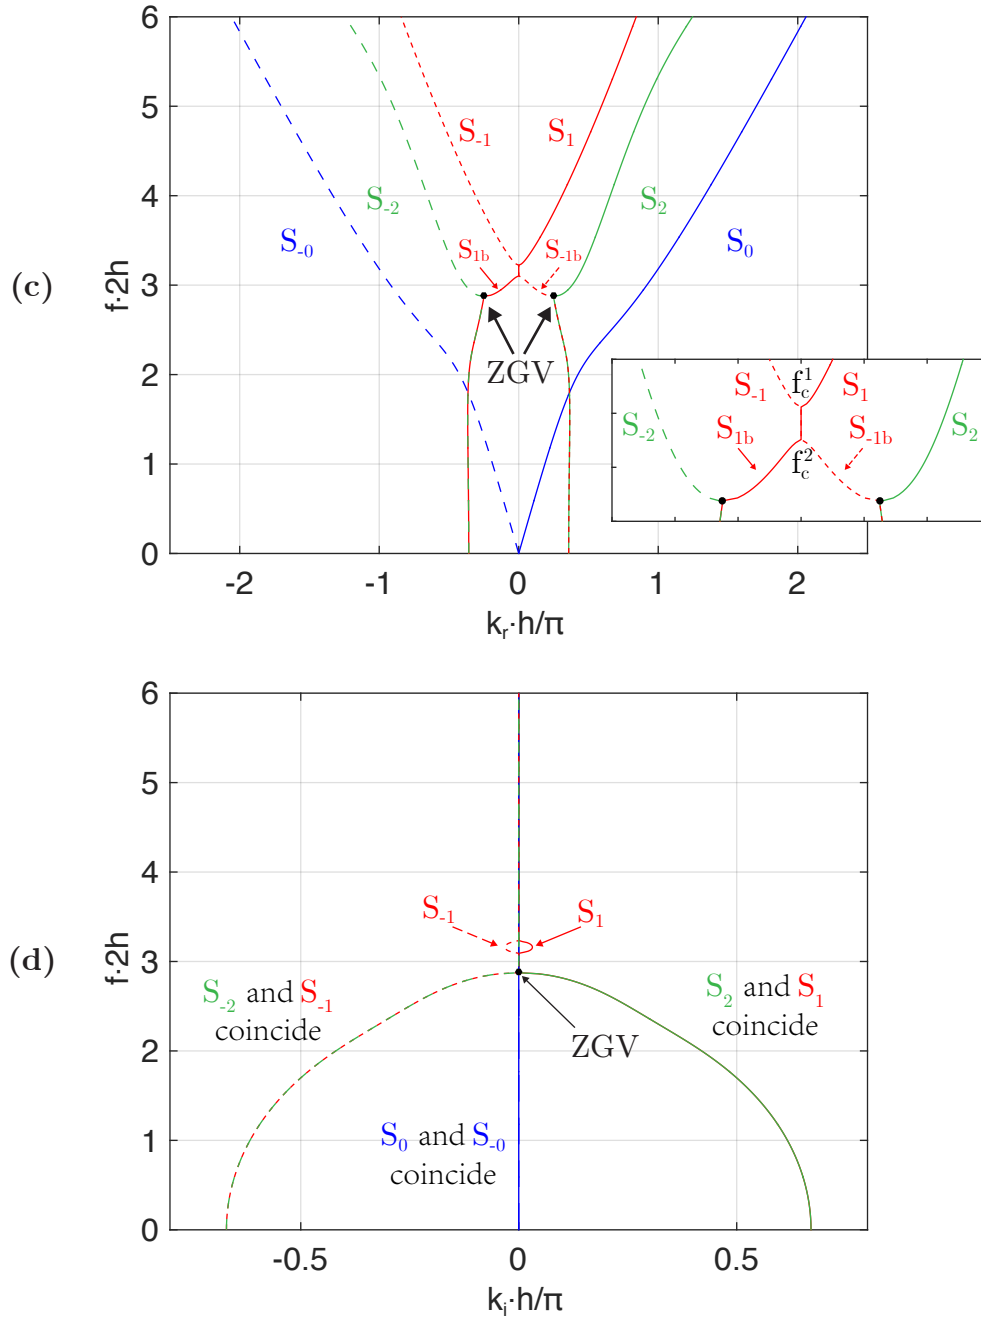 6
5
4
3
2
1
0
f·2h
(c)
S-1
S1
S-2
S2
S-0
S0
S1b
S-1b
ZGV
S-1
fc1
S1
S-2
S1b
S-1b
S2
fc2
-2
-1
0
1
2
kr·h/π
6
5
4
3
2
1
0
f·2h
(d)
S-1
S1
S-2 and S-1
coincide
S2 and S1
coincide
ZGV
S0 and S-0
coincide
-0.5
0
0.5
ki·h/π